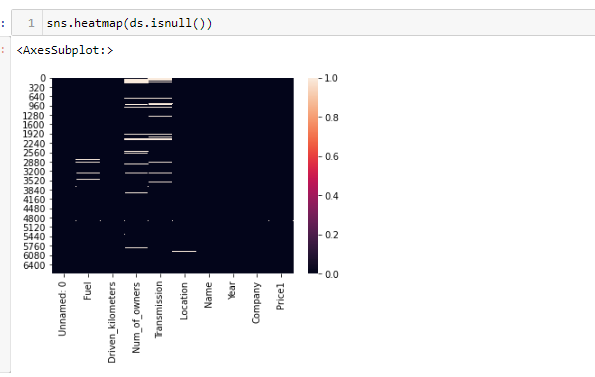 1 sns.heatmap(ds.isnull())
<AxesSubplot:>
0
320
640
960
1280
1600
1920
2240
2560
2880
3200
3520
3840
4160
4480
4800
5120
5440
5760
6080
6400
1.0
0.8
0.6
0.4
0.2
0.0
Unnamed: 0
Fuel
Driven_kilometers
Num_of_owners
Transmission
Location
Name
Year
Company
Price1